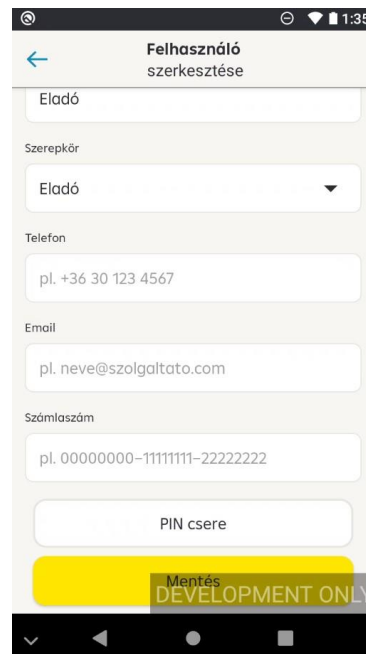 1:35
Felhasználó
szerkesztése
Eladó
Szerepkör
Eladó
Telefon
pl. +36 30 123 4567
Email
pl. neve@szolgaltato.com
Számlaszám
pl. 00000000-11111111-22222222
PIN csere
Mentés
DEVELOPMENT ONLY